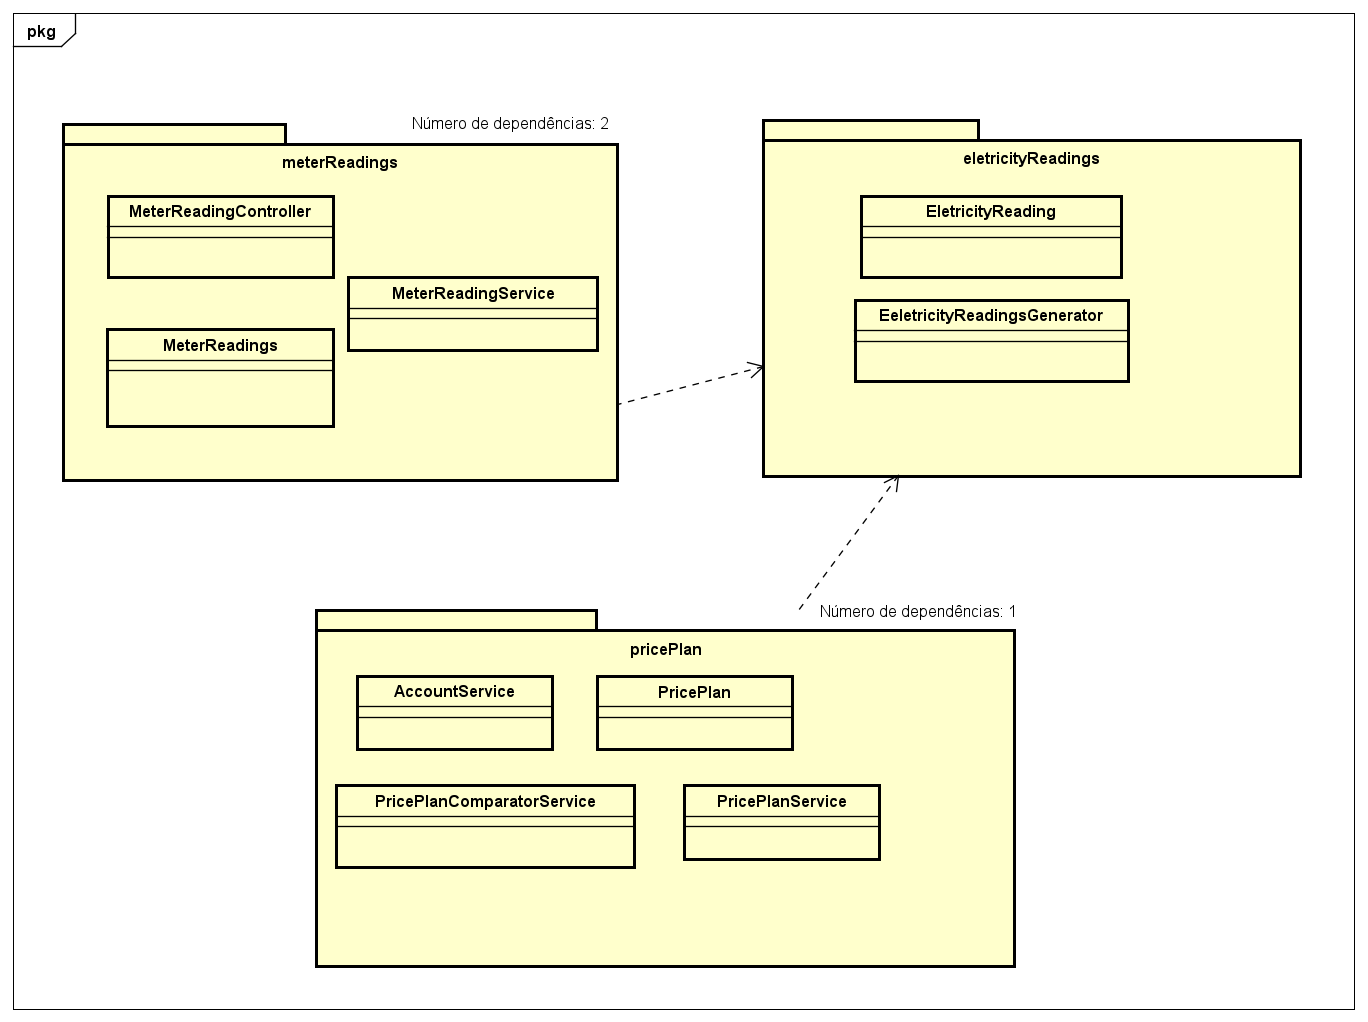 pkg
Número de dependências: 2
meterReadings
MeterReadingController
MeterReadingService
MeterReadings
eletricityReadings
EletricityReading
EeletricityReadingsGenerator
Número de dependências: 1
pricePlan
AccountService
PricePlan
PricePlanComparatorService
PricePlanService